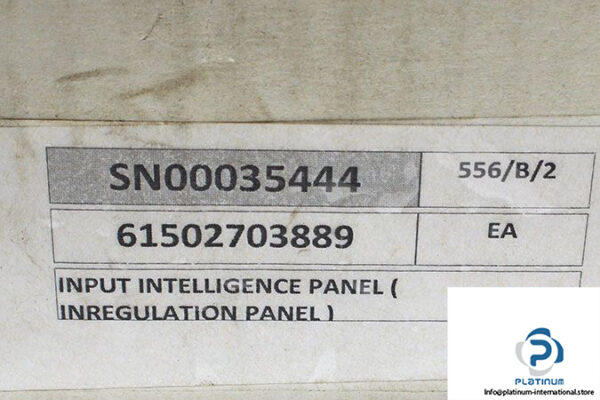 SN00035444 556/B/2
61502703889 EA
INPUT INTELLIGENCE PANEL (
INREGULATION PANEL )
PLATINUM
Info@platinum-international.store